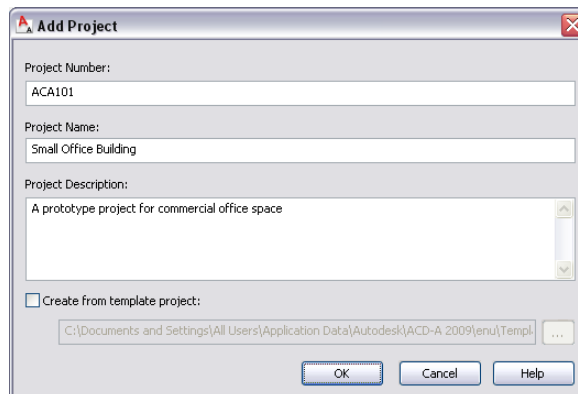 Add Project
Project Number:
ACA101
Project Name:
Small Office Building
Project Description:
A prototype project for commercial office space
Create from template project:
C:\Documents and Settings\All Users\Application Data\Autodesk\ACD-A 2009\enu\Templ
...
OK Cancel Help